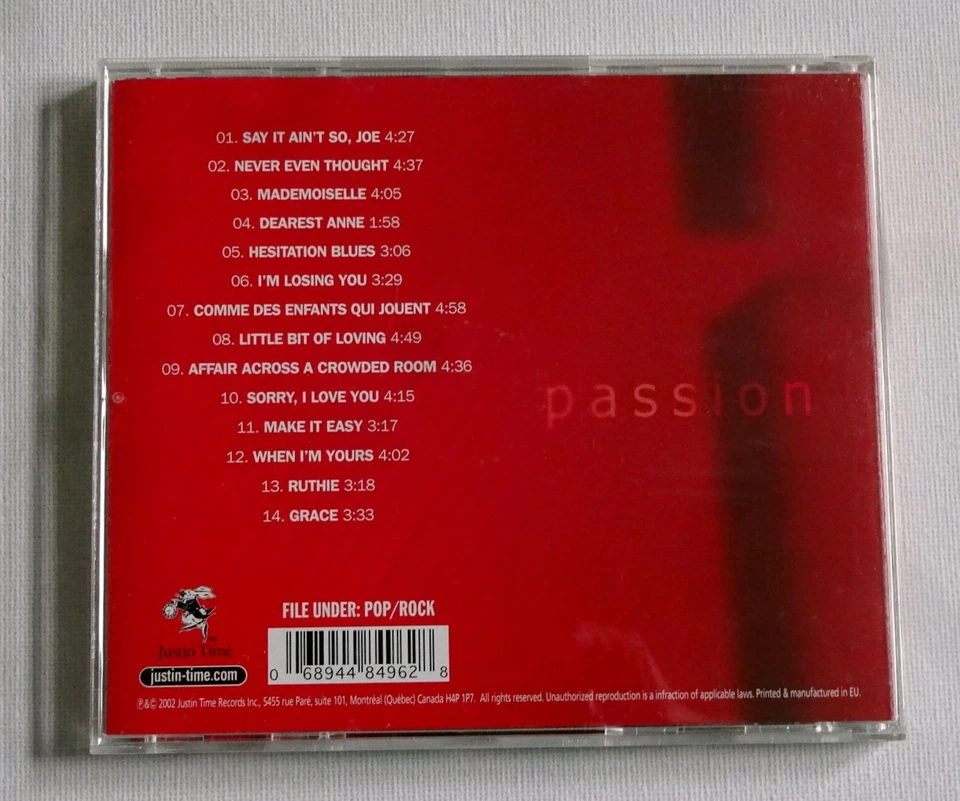 01. SAY IT AIN'T SO, JOE 4:27
02. NEVER EVEN THOUGHT 4:37
03. MADEMOISELLE 4:05
04. DEAREST ANNE 1:58
05. HESITATION BLUES 3:06
06. I'M LOSING YOU 3:29
07. COMME DES ENFANTS QUI JOUENT 4:58
08. LITTLE BIT OF LOVING 4:49
09. AFFAIR ACROSS A CROWDED ROOM 4:36
10. SORRY, I LOVE YOU 4:15
11. MAKE IT EASY 3:17
12. WHEN I'M YOURS 4:02
13. RUTHIE 3:18
14. GRACE 3:33
passion
Justin Time
justin-time.com
FILE UNDER: POP/ROCK
0 68944 84962 8
℗&© 2002 Justin Time Records Inc., 5455 rue Paré, suite 101, Montréal (Québec) Canada H4P 1P7. All rights reserved. Unauthorized reproduction is a infraction of applicable laws. Printed & manufactured in EU.